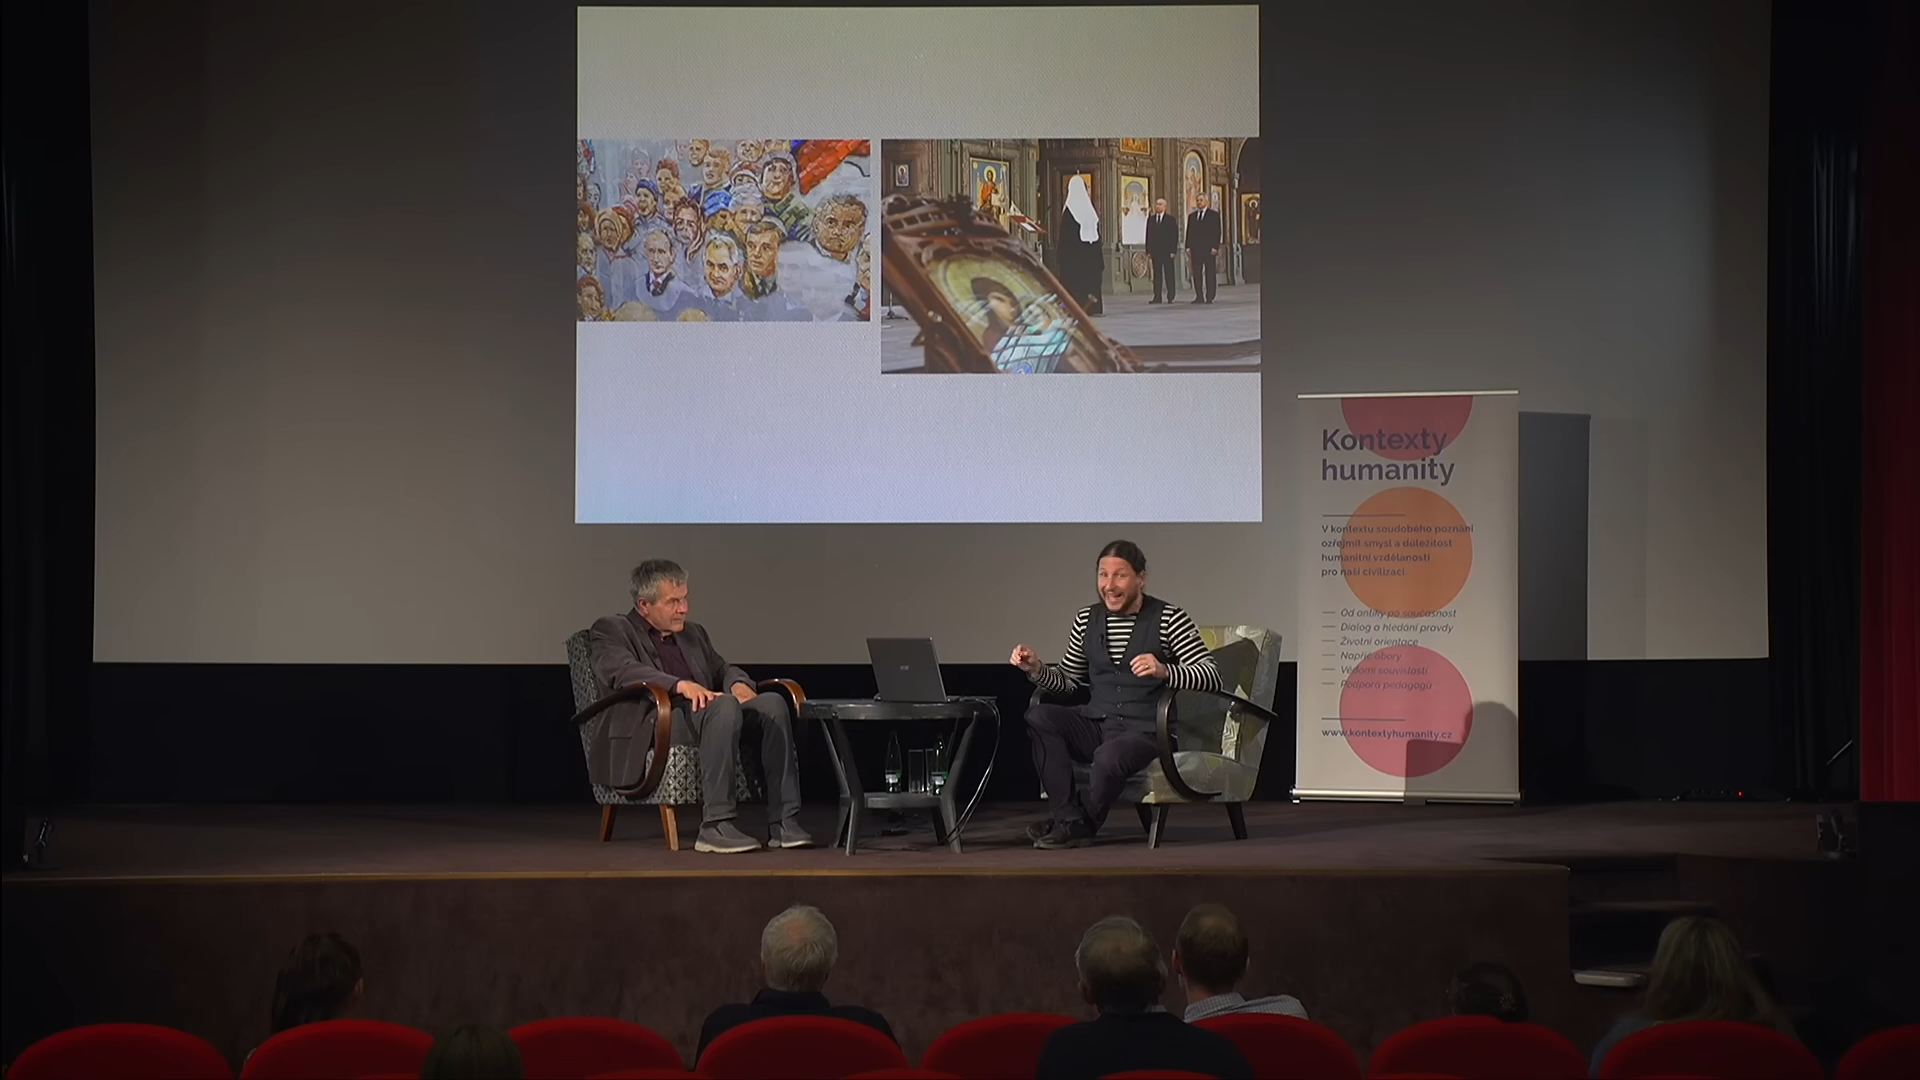 Kontexty
humanity
V kontextu soudobého poznání
ozřejmit smysl a důležitost
humanitní vzdělanosti
pro naši civilizaci.
— Od antiky po současnost
— Dialog a hledání pravdy
— Životní orientace
— Napříč obory
— Vědomí souvislostí
— Podpora pedagogů
www.kontextyhumanity.cz
acer